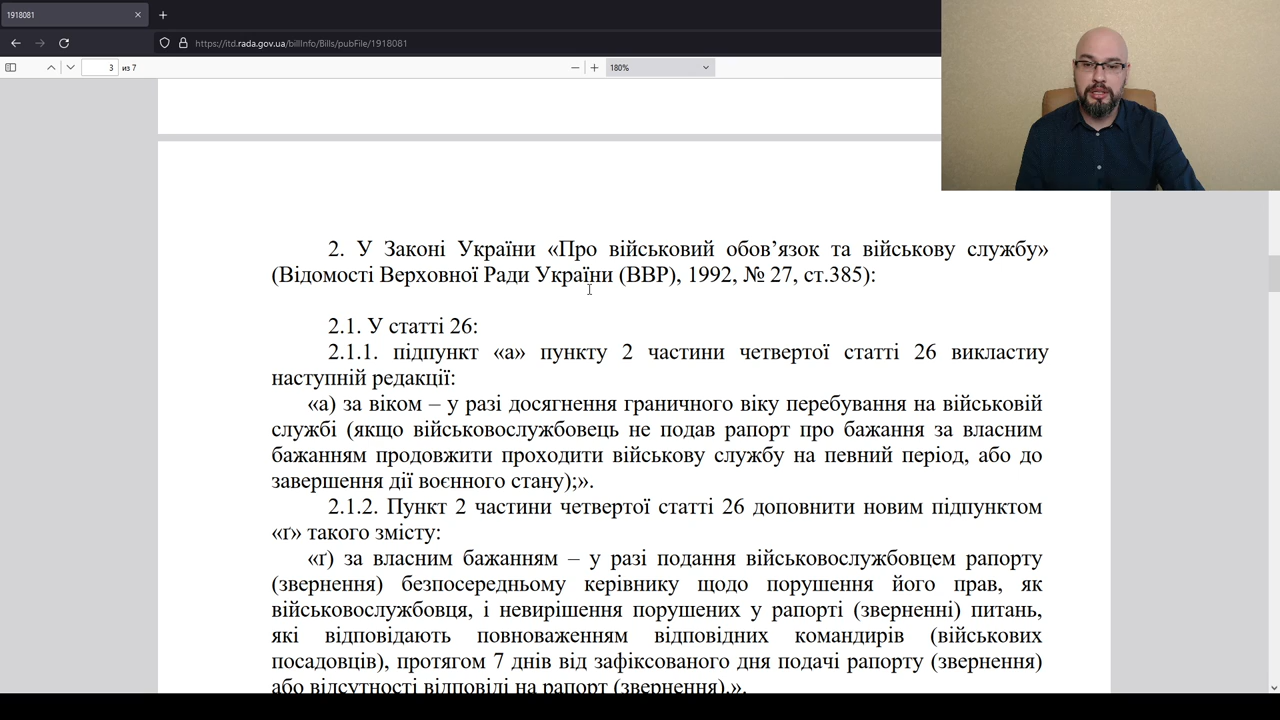 1918081
https://itd.rada.gov.ua/billInfo/Bills/pubFile/1918081
3 из 7
180%
2. У Законі України «Про військовий обов’язок та військову службу»
(Відомості Верховної Ради України (ВВР), 1992, № 27, ст.385):
2.1. У статті 26:
2.1.1. підпункт «а» пункту 2 частини четвертої статті 26 викластиу
наступній редакції:
«а) за віком – у разі досягнення граничного віку перебування на військовій
службі (якщо військовослужбовець не подав рапорт про бажання за власним
бажанням продовжити проходити військову службу на певний період, або до
завершення дії воєнного стану);».
2.1.2. Пункт 2 частини четвертої статті 26 доповнити новим підпунктом
«ґ» такого змісту:
«ґ) за власним бажанням – у разі подання військовослужбовцем рапорту
(звернення) безпосередньому керівнику щодо порушення його прав, як
військовослужбовця, і невирішення порушених у рапорті (зверненні) питань,
які відповідають повноваженням відповідних командирів (військових
посадовців), протягом 7 днів від зафіксованого дня подачі рапорту (звернення)
або відсутності відповіді на рапорт (звернення).».